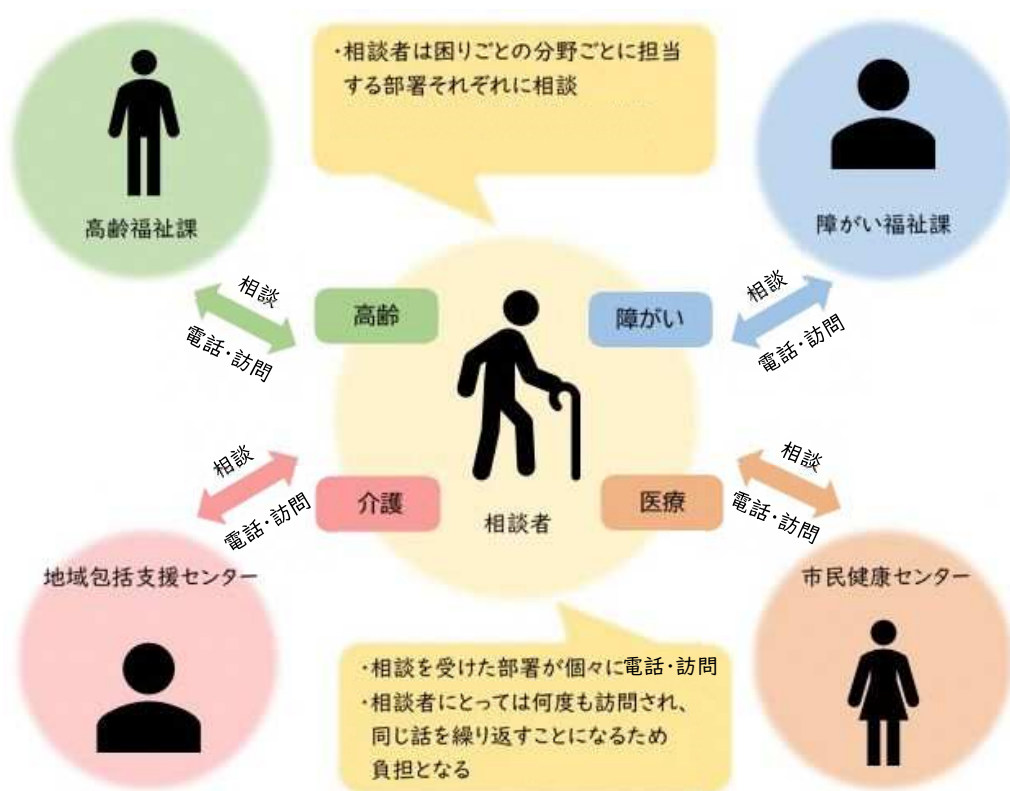 ・相談者は困りごとの分野ごとに担当
する部署それぞれに相談
高齢福祉課
障がい福祉課
相談
電話・訪問
高齢
障がい
相談
電話・訪問
相談
電話・訪問
介護
相談者
医療
相談
電話・訪問
地域包括支援センター
市民健康センター
・相談を受けた部署が個々に電話・訪問
・相談者にとっては何度も訪問され、
同じ話を繰り返すことになるため
負担となる